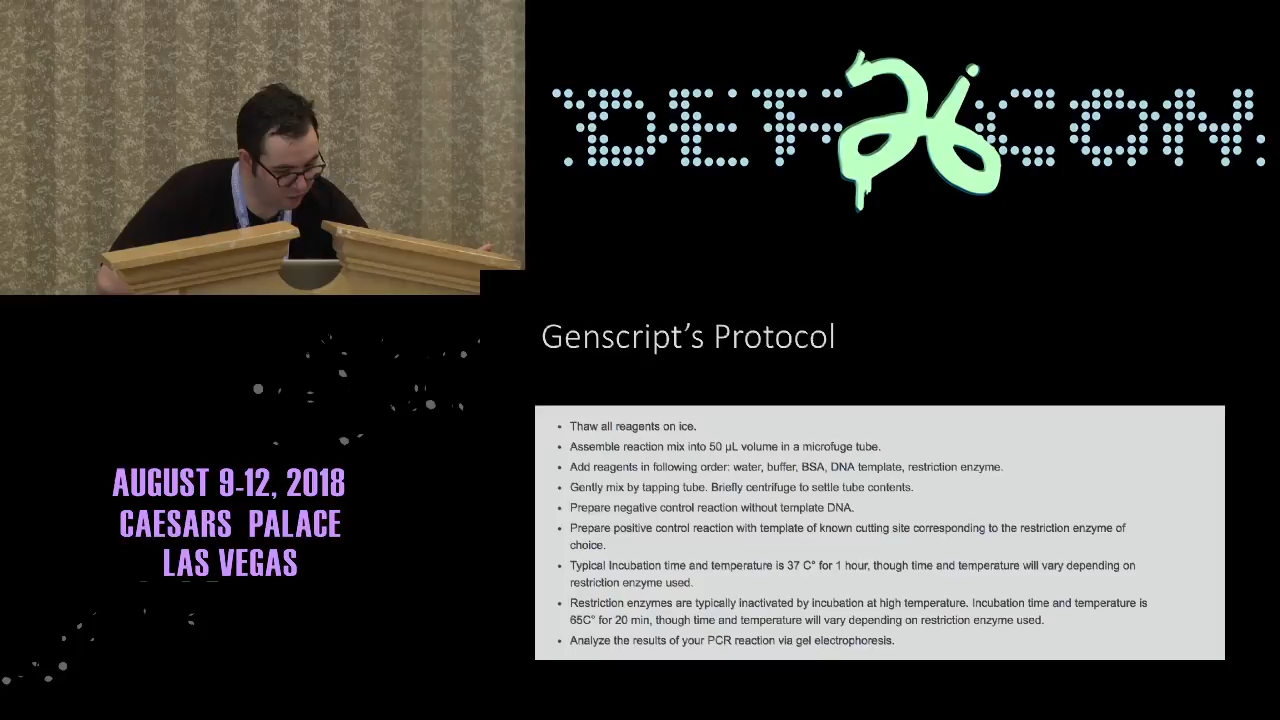 DEF 26 CON
Genscript's Protocol
• Thaw all reagents on ice.
• Assemble reaction mix into 50 µL volume in a microfuge tube.
• Add reagents in following order: water, buffer, BSA, DNA template, restriction enzyme.
• Gently mix by tapping tube. Briefly centrifuge to settle tube contents.
• Prepare negative control reaction without template DNA.
• Prepare positive control reaction with template of known cutting site corresponding to the restriction enzyme of
choice.
• Typical Incubation time and temperature is 37 C° for 1 hour, though time and temperature will vary depending on
restriction enzyme used.
• Restriction enzymes are typically inactivated by incubation at high temperature. Incubation time and temperature is
65C° for 20 min, though time and temperature will vary depending on restriction enzyme used.
• Analyze the results of your PCR reaction via gel electrophoresis.
AUGUST 9-12, 2018
CAESARS PALACE
LAS VEGAS